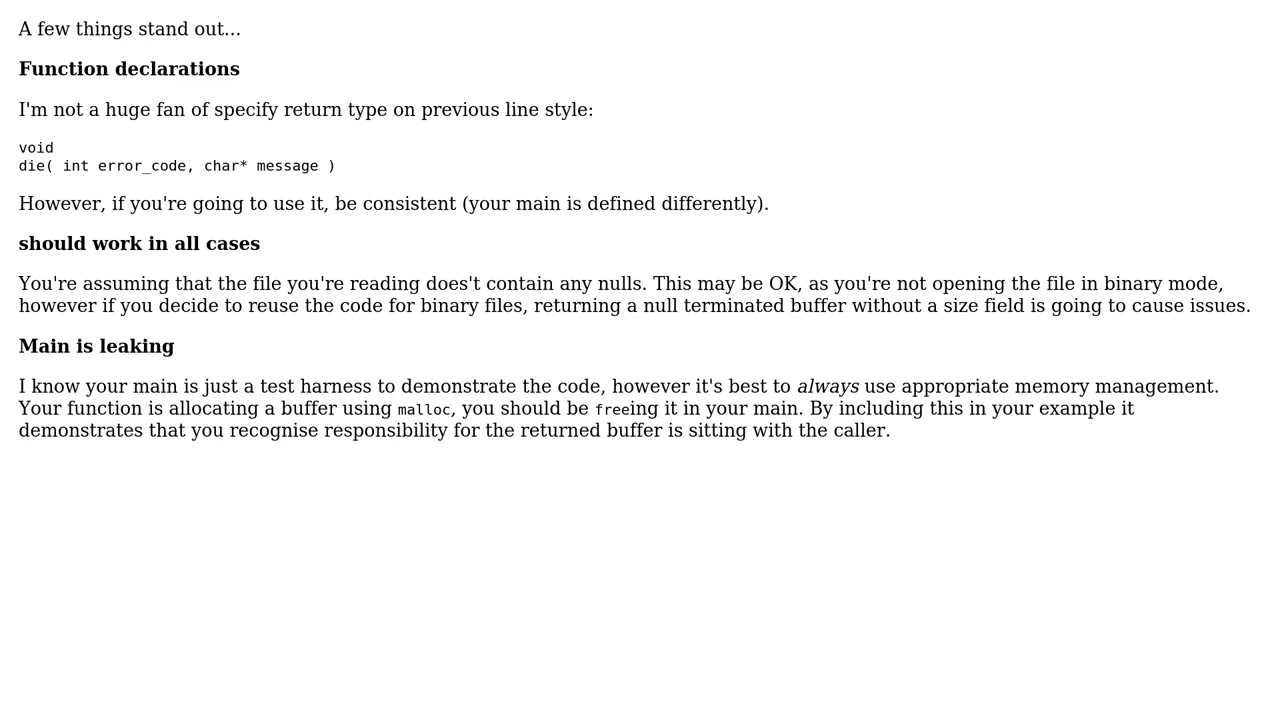 A few things stand out...
Function declarations
I'm not a huge fan of specify return type on previous line style:
void
die( int error_code, char* message )
However, if you're going to use it, be consistent (your main is defined differently).
should work in all cases
You're assuming that the file you're reading does't contain any nulls. This may be OK, as you're not opening the file in binary mode,
however if you decide to reuse the code for binary files, returning a null terminated buffer without a size field is going to cause issues.
Main is leaking
I know your main is just a test harness to demonstrate the code, however it's best to always use appropriate memory management.
Your function is allocating a buffer using malloc, you should be freeing it in your main. By including this in your example it
demonstrates that you recognise responsibility for the returned buffer is sitting with the caller.